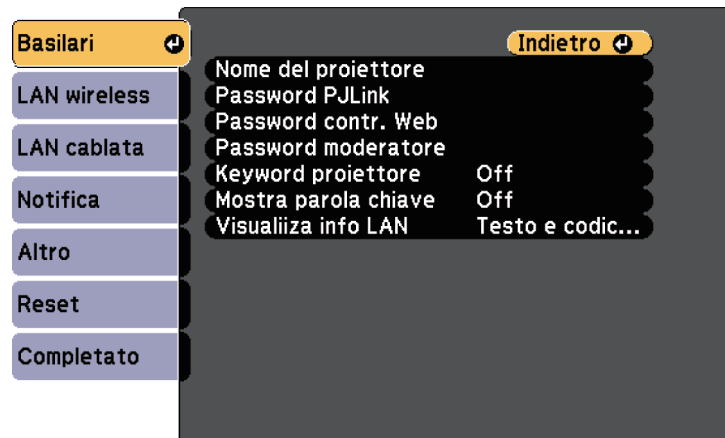 Basilari
LAN wireless
LAN cablata
Notifica
Altro
Reset
Completato
Indietro
Nome del proiettore
Password PJLink
Password contr. Web
Password moderatore
Keyword proiettore Off
Mostra parola chiave Off
Visualiiza info LAN Testo e codic...